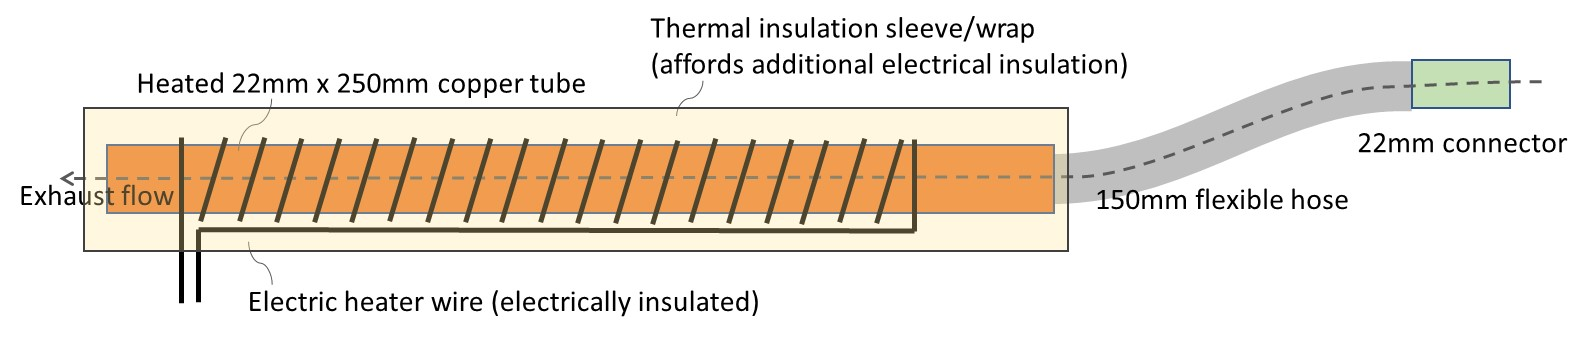 Thermal insulation sleeve/wrap
(affords additional electrical insulation)
Heated 22mm x 250mm copper tube
22mm connector
Exhaust flow
150mm flexible hose
Electric heater wire (electrically insulated)